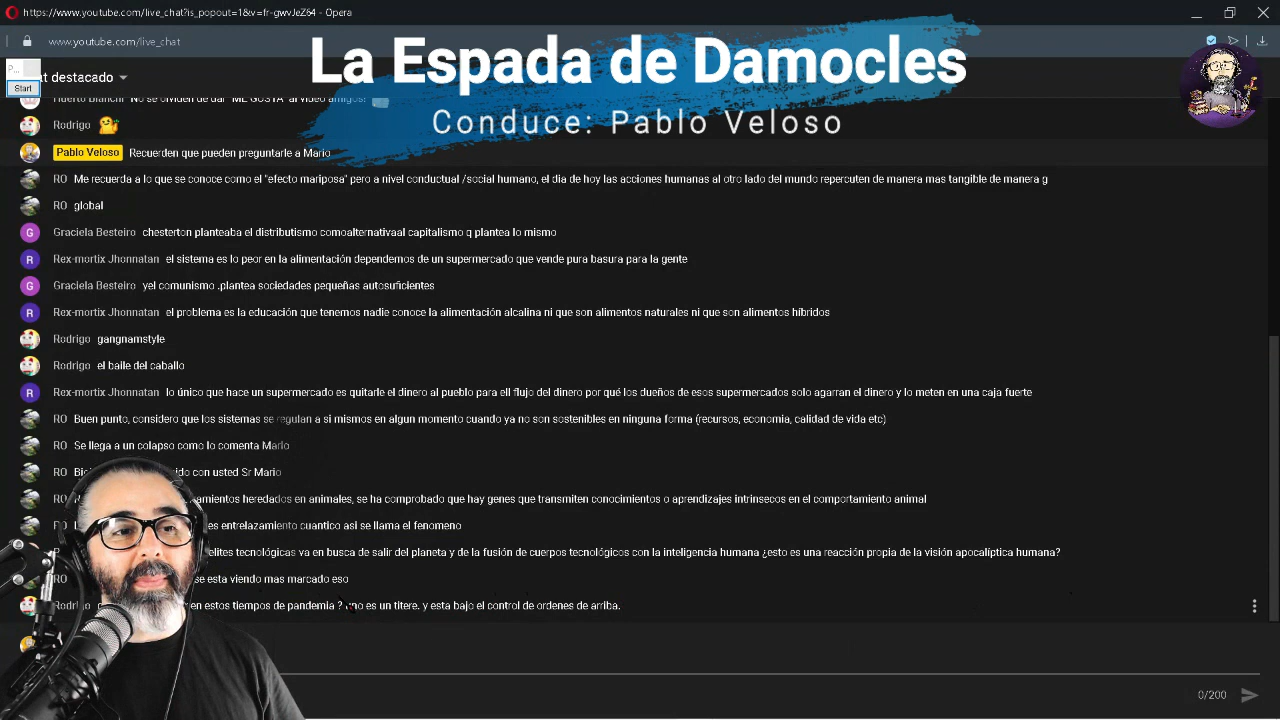 https://www.youtube.com/live_chat?is_popout=1&v=fr-gwvJeZ64 - Opera
www.youtube.com/live_chat
La Espada de Damocles
Conduce: Pablo Veloso
P...
t destacado
Start
No se olviden de dar "ME GUSTA" al video amigos!
Rodrigo
Pablo Veloso Recuerden que pueden preguntarle a Mario
RO Me recuerda a lo que se conoce como el "efecto mariposa" pero a nivel conductual /social humano, el dia de hoy las acciones humanas al otro lado del mundo repercuten de manera mas tangible de manera g
RO global
G Graciela Besteiro chesterton planteaba el distributismo comoalternativaal capitalismo q plantea lo mismo
R Rex-mortix Jhonnatan el sistema es lo peor en la alimentación dependemos de un supermercado que vende pura basura para la gente
G Graciela Besteiro yel comunismo .plantea sociedades pequeñas autosuficientes
R Rex-mortix Jhonnatan el problema es la educación que tenemos nadie conoce la alimentación alcalina ni que son alimentos naturales ni que son alimentos híbridos
Rodrigo gangnamstyle
Rodrigo el baile del caballo
R Rex-mortix Jhonnatan lo único que hace un supermercado es quitarle el dinero al pueblo para ell flujo del dinero por qué los dueños de esos supermercados solo agarran el dinero y lo meten en una caja fuerte
RO Buen punto, considero que los sistemas se regulan a si mismos en algun momento cuando ya no son sostenibles en ninguna forma (recursos, economia, calidad de vida etc)
RO Se llega a un colapso como lo comenta Mario
RO ido con usted Sr Mario
amientos heredados en animales, se ha comprobado que hay genes que transmiten conocimientos o aprendizajes intrinsecos en el comportamiento animal
es entrelazamiento cuantico asi se llama el fenomeno
elites tecnológicas va en busca de salir del planeta y de la fusión de cuerpos tecnológicos con la inteligencia humana ¿esto es una reacción propia de la visión apocalíptica humana?
RO se esta viendo mas marcado eso
Rodrigo en estos tiempos de pandemia ? uno es un titere. y esta bajo el control de ordenes de arriba.
0/200